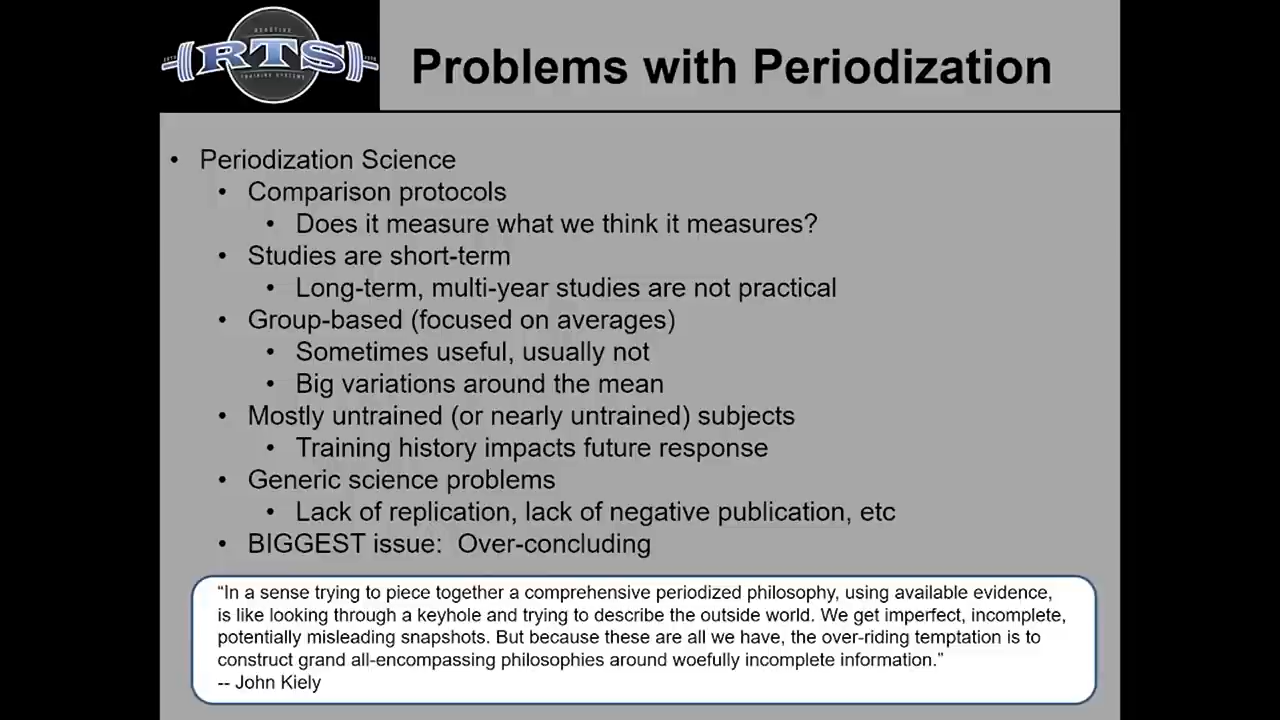 REACTIVE
RTS
TRAINING SYSTEMS
Problems with Periodization
• Periodization Science
• Comparison protocols
• Does it measure what we think it measures?
• Studies are short-term
• Long-term, multi-year studies are not practical
• Group-based (focused on averages)
• Sometimes useful, usually not
• Big variations around the mean
• Mostly untrained (or nearly untrained) subjects
• Training history impacts future response
• Generic science problems
• Lack of replication, lack of negative publication, etc
• BIGGEST issue:  Over-concluding
“In a sense trying to piece together a comprehensive periodized philosophy, using available evidence,
is like looking through a keyhole and trying to describe the outside world. We get imperfect, incomplete,
potentially misleading snapshots. But because these are all we have, the over-riding temptation is to
construct grand all-encompassing philosophies around woefully incomplete information.”
-- John Kiely